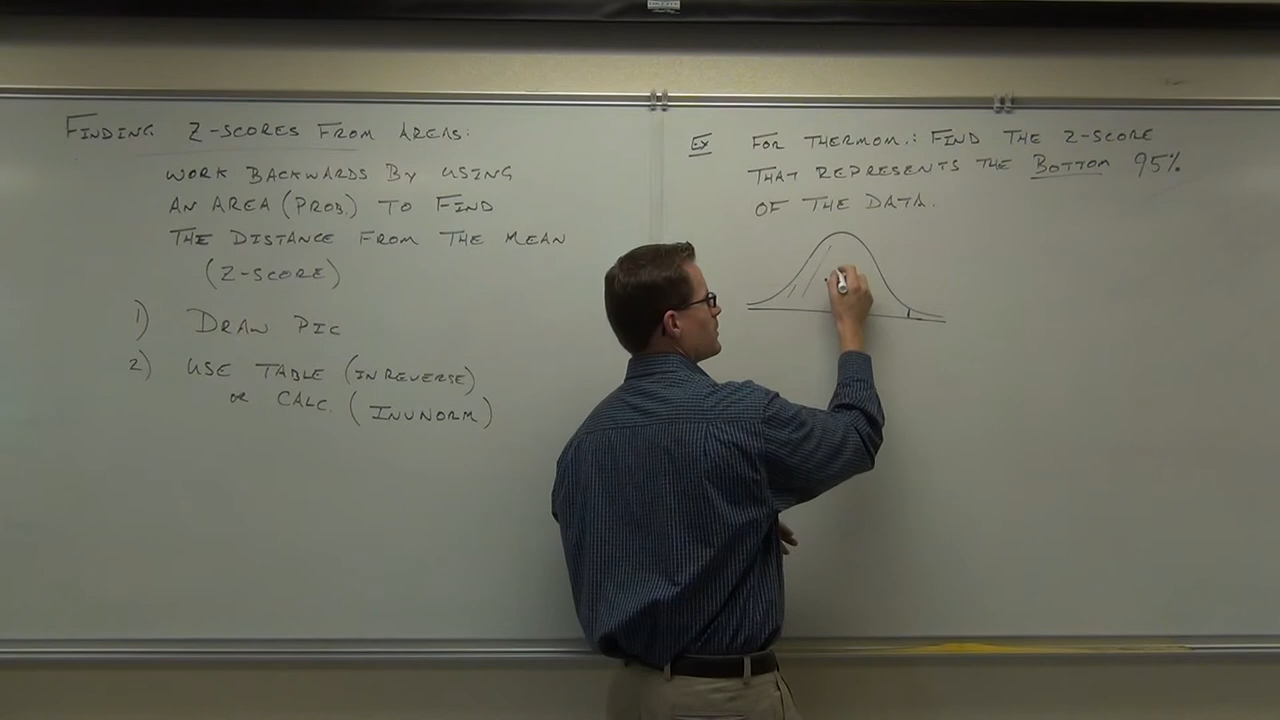 FINDING Z-SCORES FROM AREAS:
WORK BACKWARDS BY USING
AN AREA (PROB.) TO FIND
THE DISTANCE FROM THE MEAN
(Z-SCORE)
1) DRAW PIC
2) USE TABLE (IN REVERSE)
OR CALC. (INVNORM)
EX FOR THERMOM.: FIND THE Z-SCORE
THAT REPRESENTS THE BOTTOM 95%
OF THE DATA.